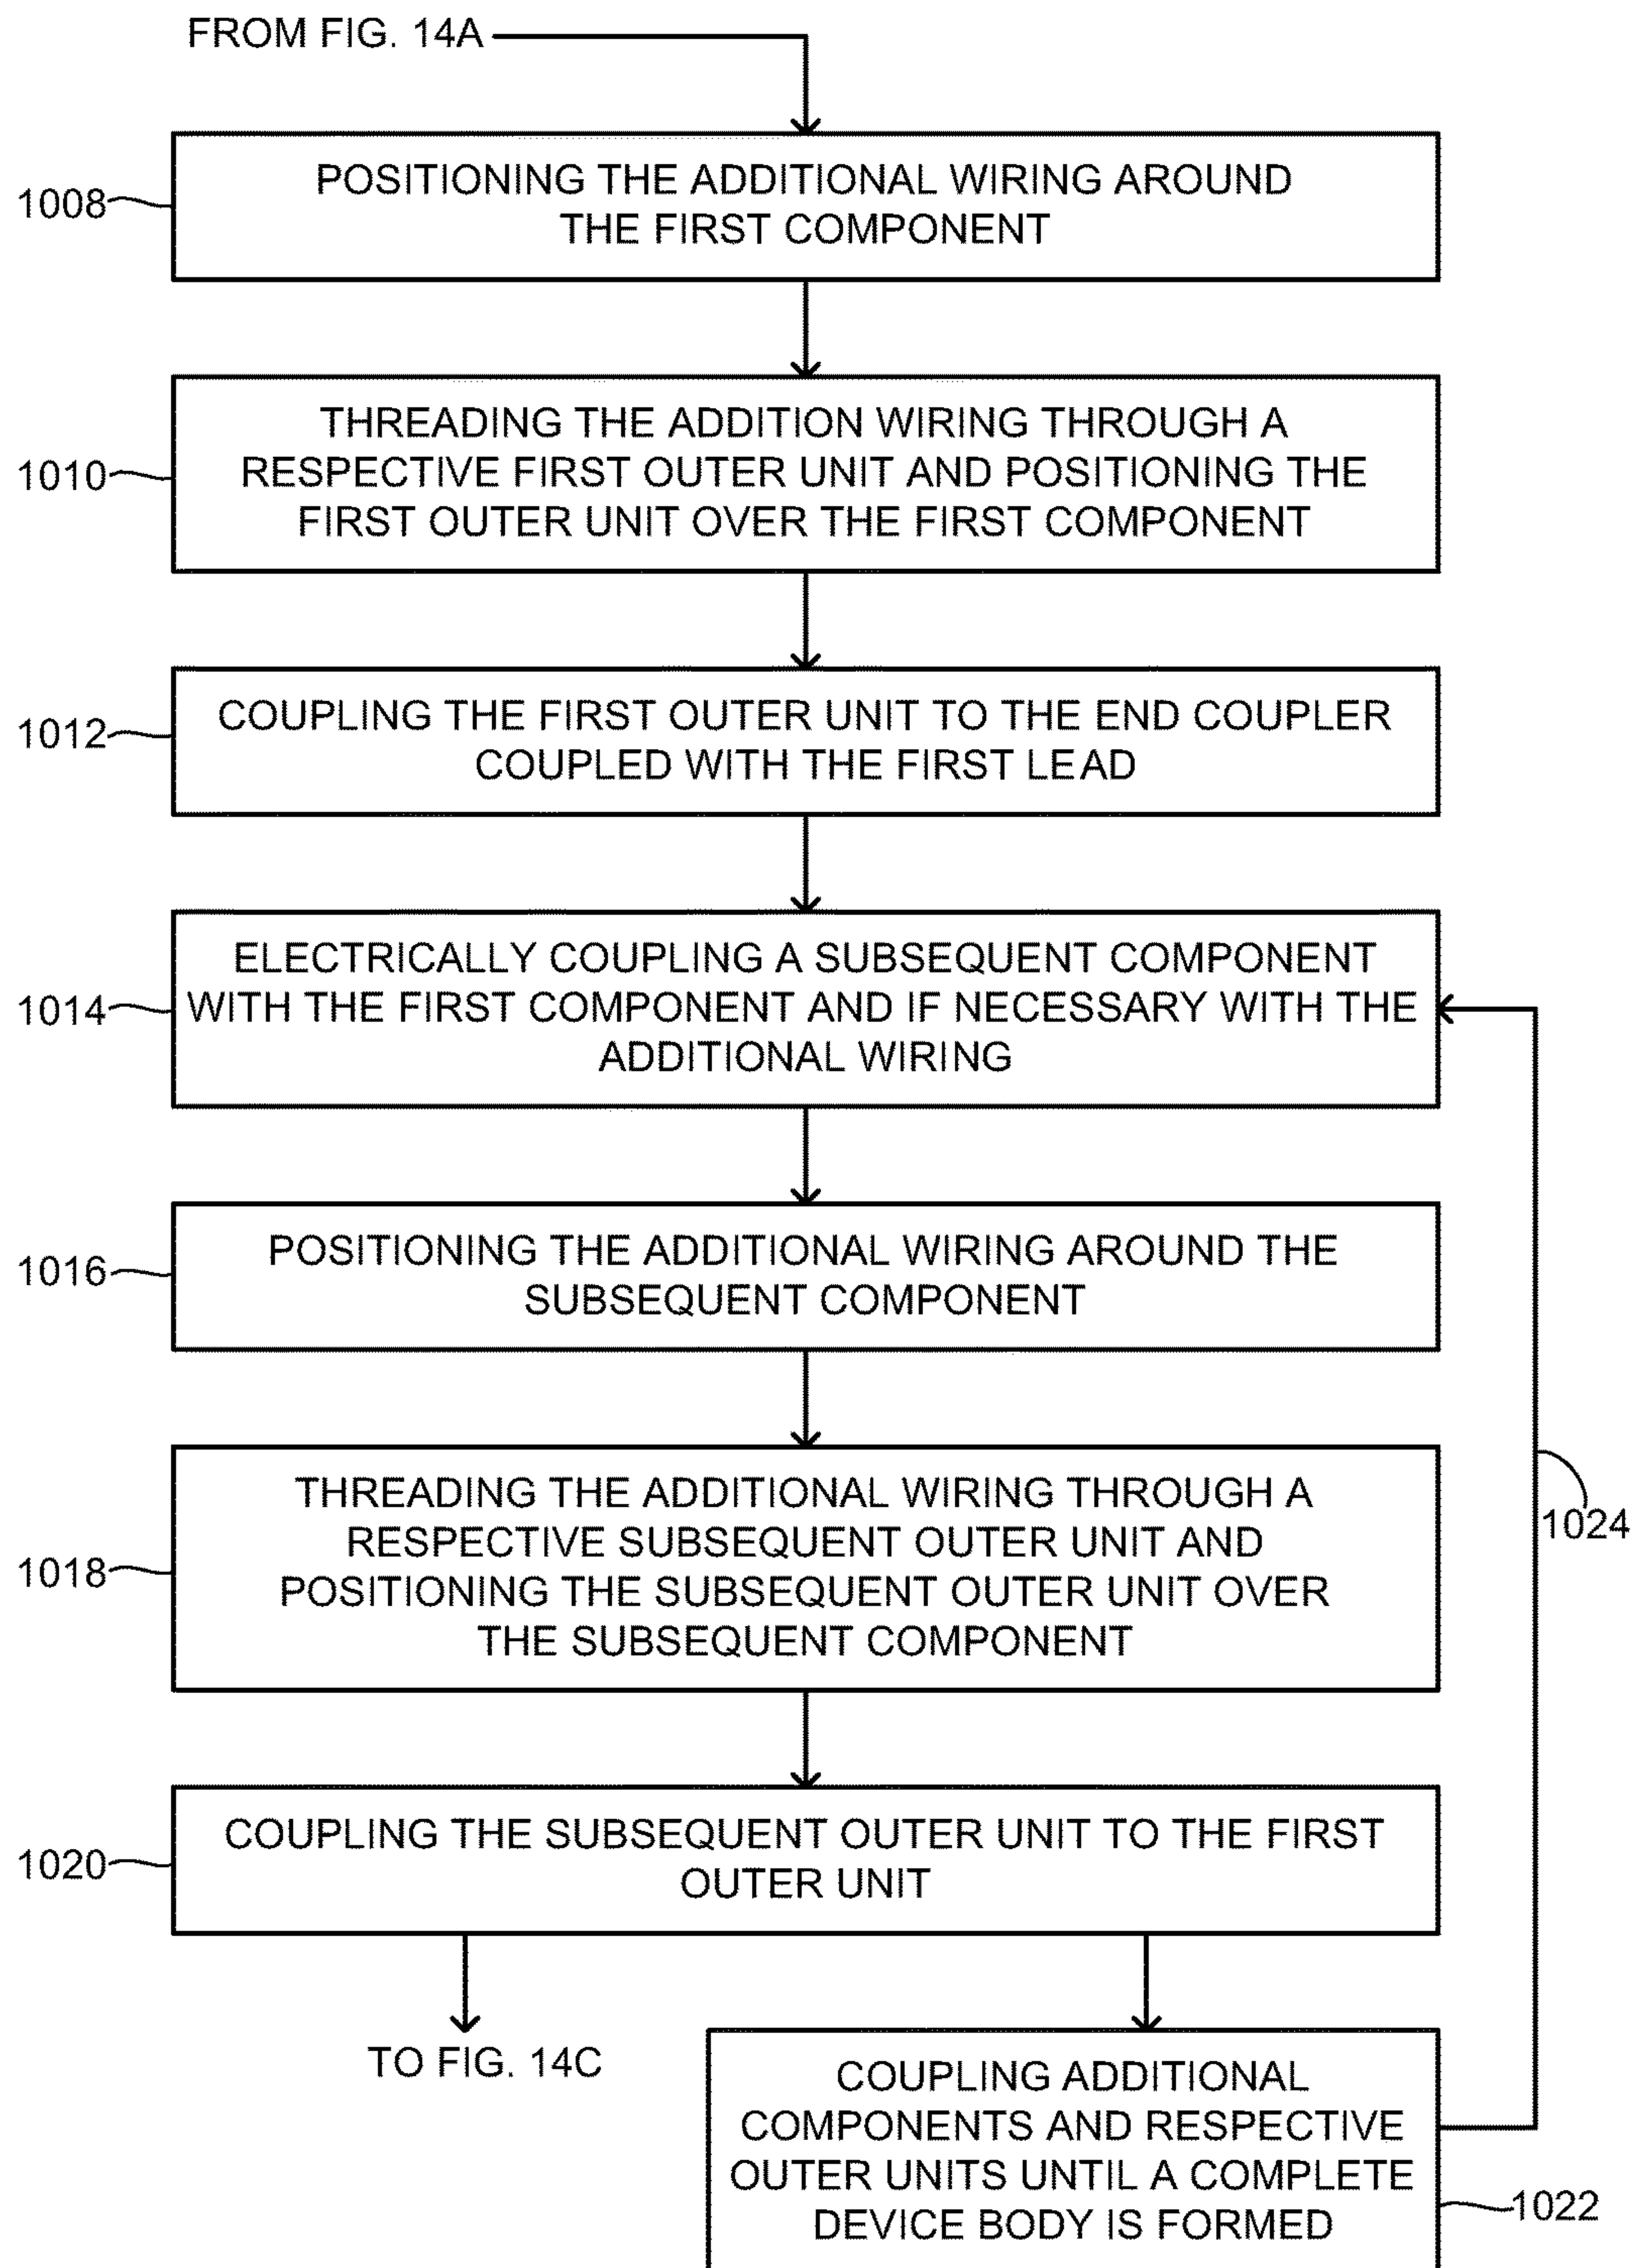 FROM FIG. 14A
1008
POSITIONING THE ADDITIONAL WIRING AROUND
THE FIRST COMPONENT
1010
THREADING THE ADDITION WIRING THROUGH A
RESPECTIVE FIRST OUTER UNIT AND POSITIONING THE
FIRST OUTER UNIT OVER THE FIRST COMPONENT
1012
COUPLING THE FIRST OUTER UNIT TO THE END COUPLER
COUPLED WITH THE FIRST LEAD
1014
ELECTRICALLY COUPLING A SUBSEQUENT COMPONENT
WITH THE FIRST COMPONENT AND IF NECESSARY WITH THE
ADDITIONAL WIRING
1016
POSITIONING THE ADDITIONAL WIRING AROUND THE
SUBSEQUENT COMPONENT
1018
THREADING THE ADDITIONAL WIRING THROUGH A
RESPECTIVE SUBSEQUENT OUTER UNIT AND
POSITIONING THE SUBSEQUENT OUTER UNIT OVER
THE SUBSEQUENT COMPONENT
1024
1020
COUPLING THE SUBSEQUENT OUTER UNIT TO THE FIRST
OUTER UNIT
TO FIG. 14C
COUPLING ADDITIONAL
COMPONENTS AND RESPECTIVE
OUTER UNITS UNTIL A COMPLETE
DEVICE BODY IS FORMED
1022